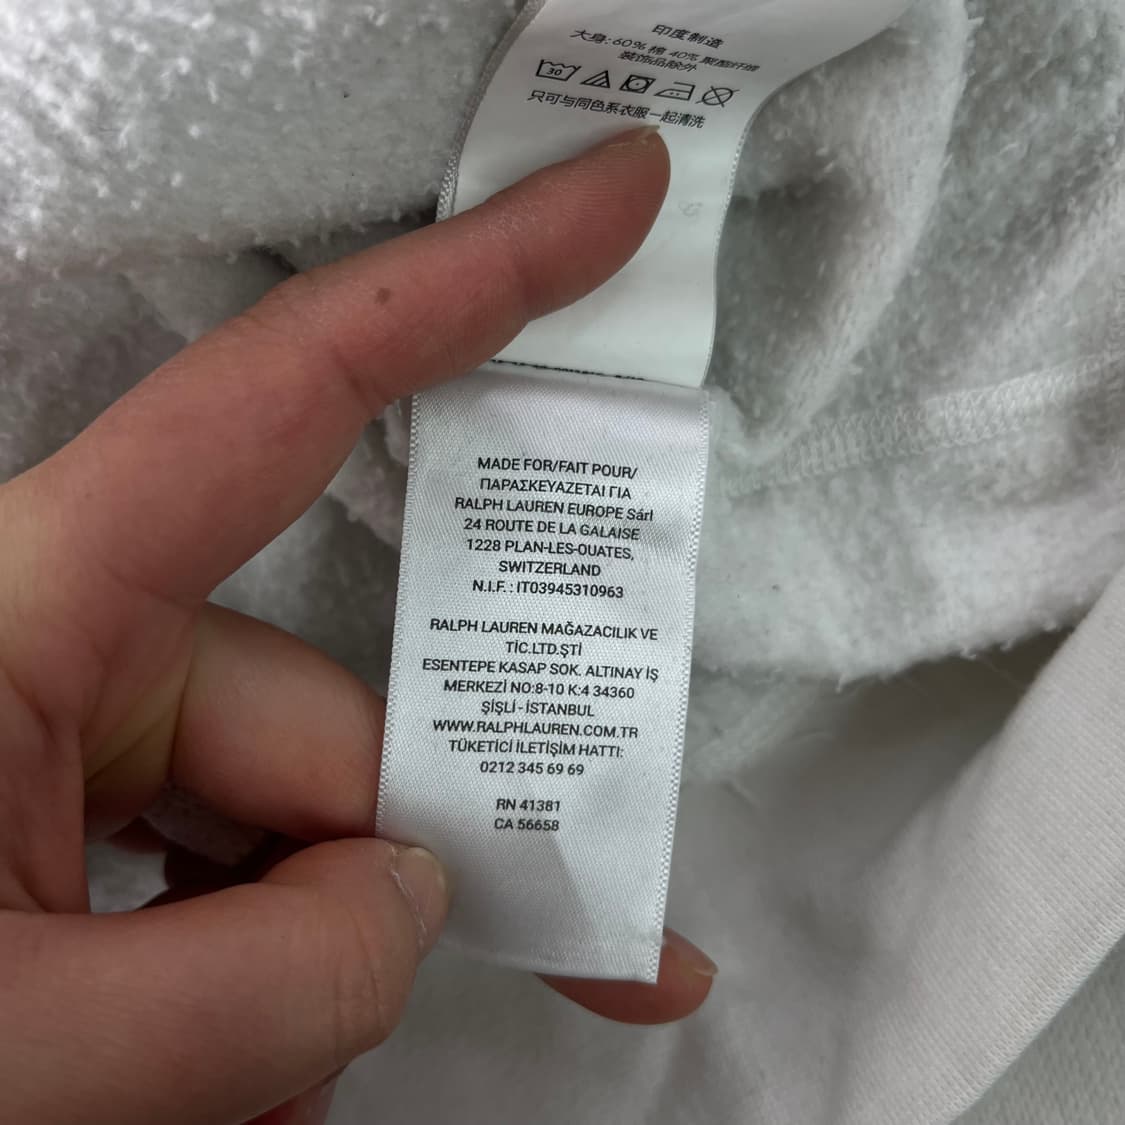 印度制造
大身: 60% 棉 40% 聚酯纤维
装饰品除外
30
只可与同色系衣服一起清洗
MADE FOR/FAIT POUR/
ΠΑΡΑΣΚΕΥΑΖΕΤΑΙ ΓΙΑ
RALPH LAUREN EUROPE Sárl
24 ROUTE DE LA GALAISE
1228 PLAN-LES-OUATES,
SWITZERLAND
N.I.F. : IT03945310963
RALPH LAUREN MAĞAZACILIK VE
TİC.LTD.ŞTİ
ESENTEPE KASAP SOK. ALTINAY İŞ
MERKEZİ NO:8-10 K:4 34360
ŞİŞLİ - İSTANBUL
WWW.RALPHLAUREN.COM.TR
TÜKETİCİ İLETİŞİM HATTI:
0212 345 69 69
RN 41381
CA 56658